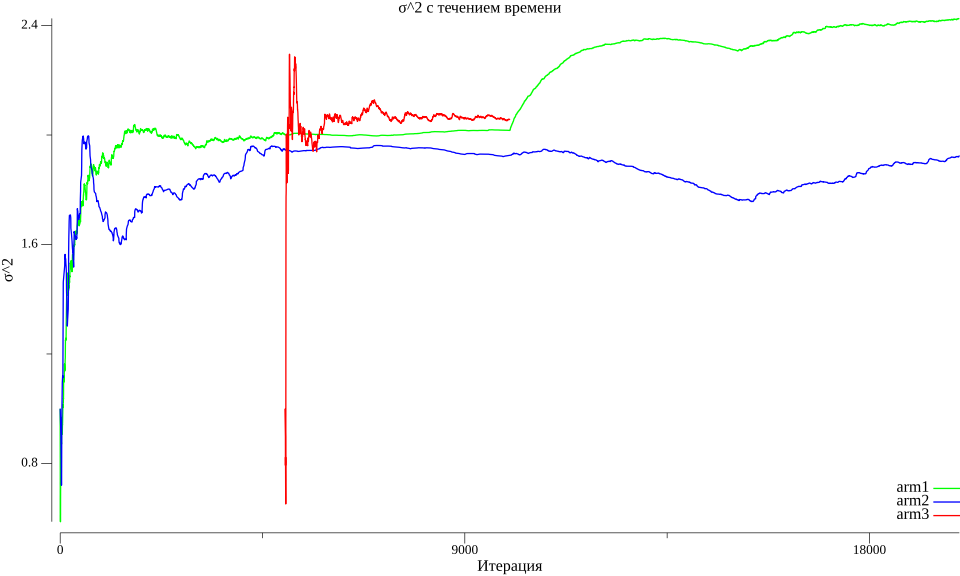 σ^2 с течением времени
2.4
1.6
0.8
σ^2
0
9000
18000
Итерация
arm1
arm2
arm3